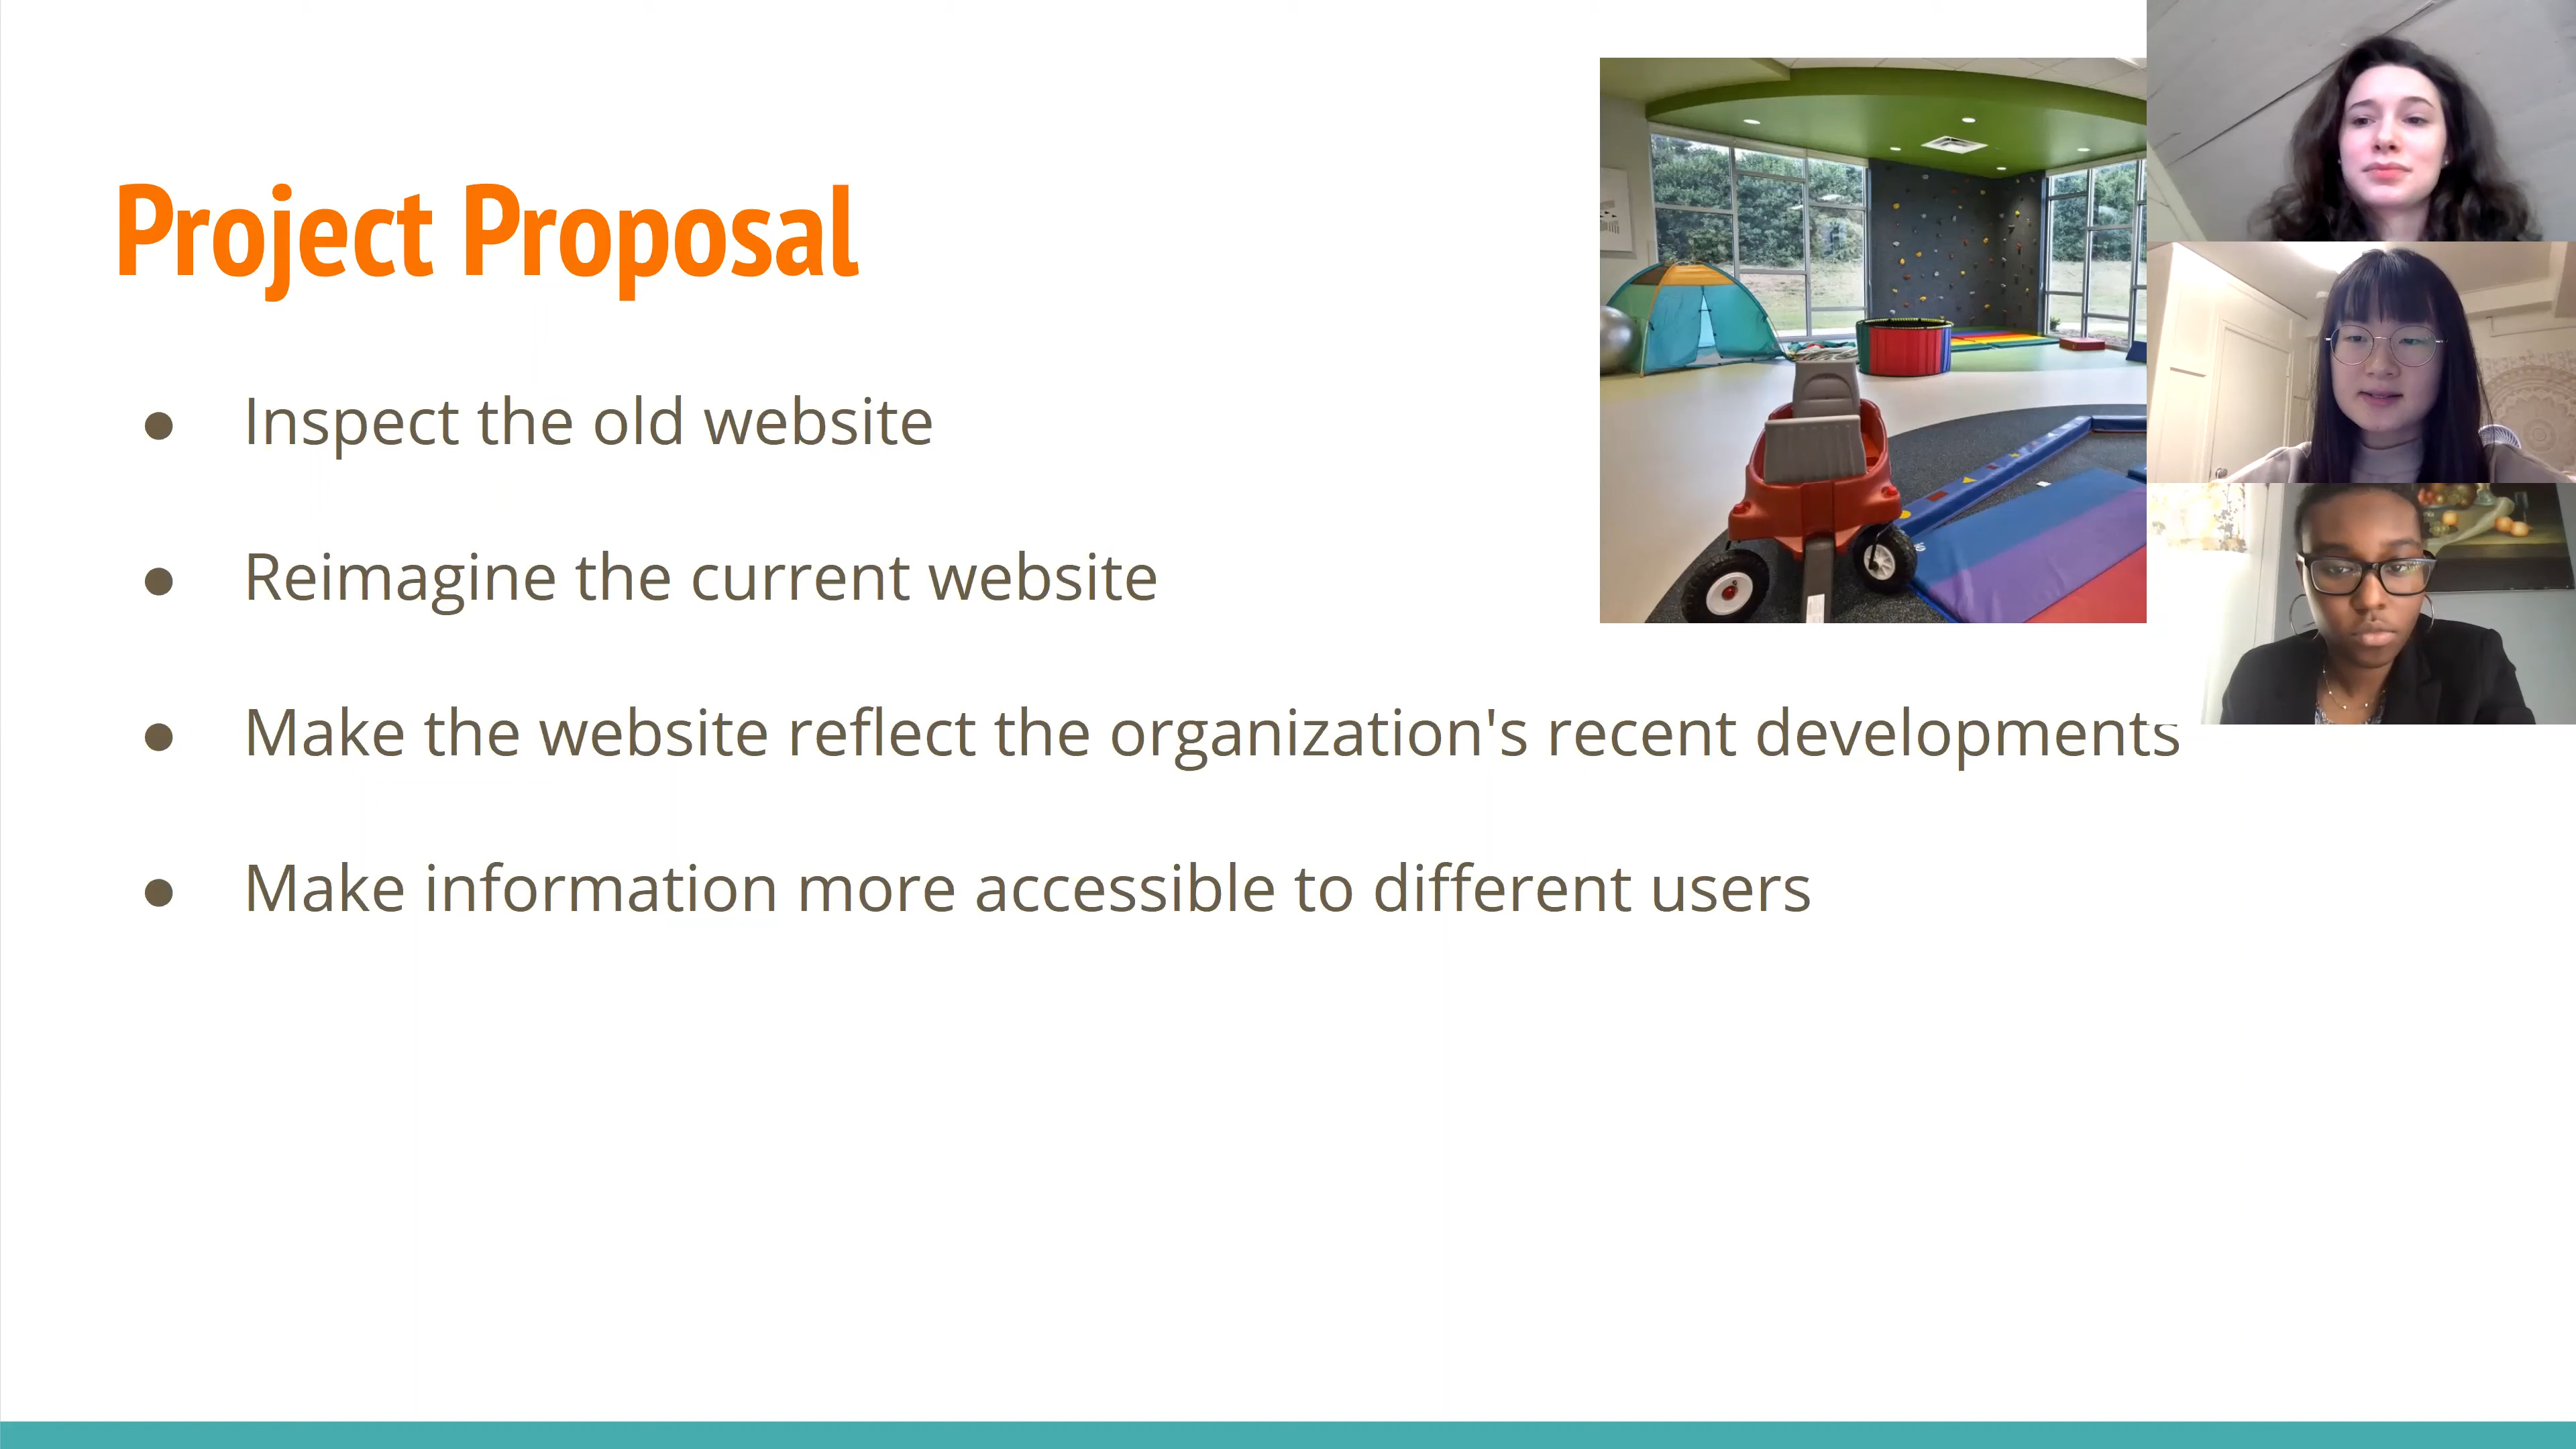 Project Proposal
● Inspect the old website
● Reimagine the current website
● Make the website reflect the organization's recent developments
● Make information more accessible to different users